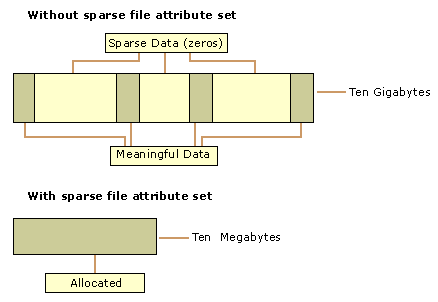 Without sparse file attribute set
Sparse Data (zeros)
Ten Gigabytes
Meaningful Data
With sparse file attribute set
Ten Megabytes
Allocated